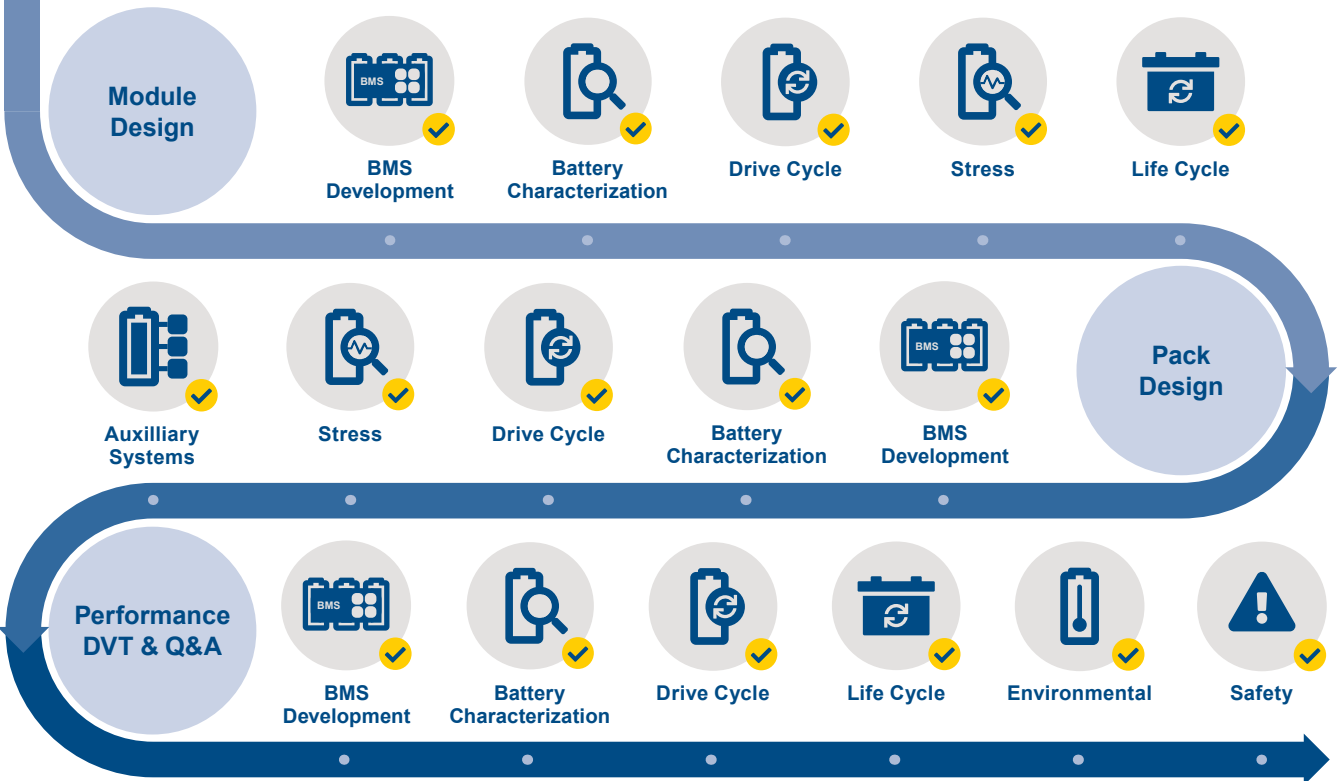 Module
Design
BMS
BMS
Development
Battery
Characterization
Drive Cycle
Stress
Life Cycle
Pack
Design
BMS
BMS
Development
Battery
Characterization
Drive Cycle
Stress
Auxilliary
Systems
Performance
DVT & Q&A
BMS
BMS
Development
Battery
Characterization
Drive Cycle
Life Cycle
Environmental
Safety